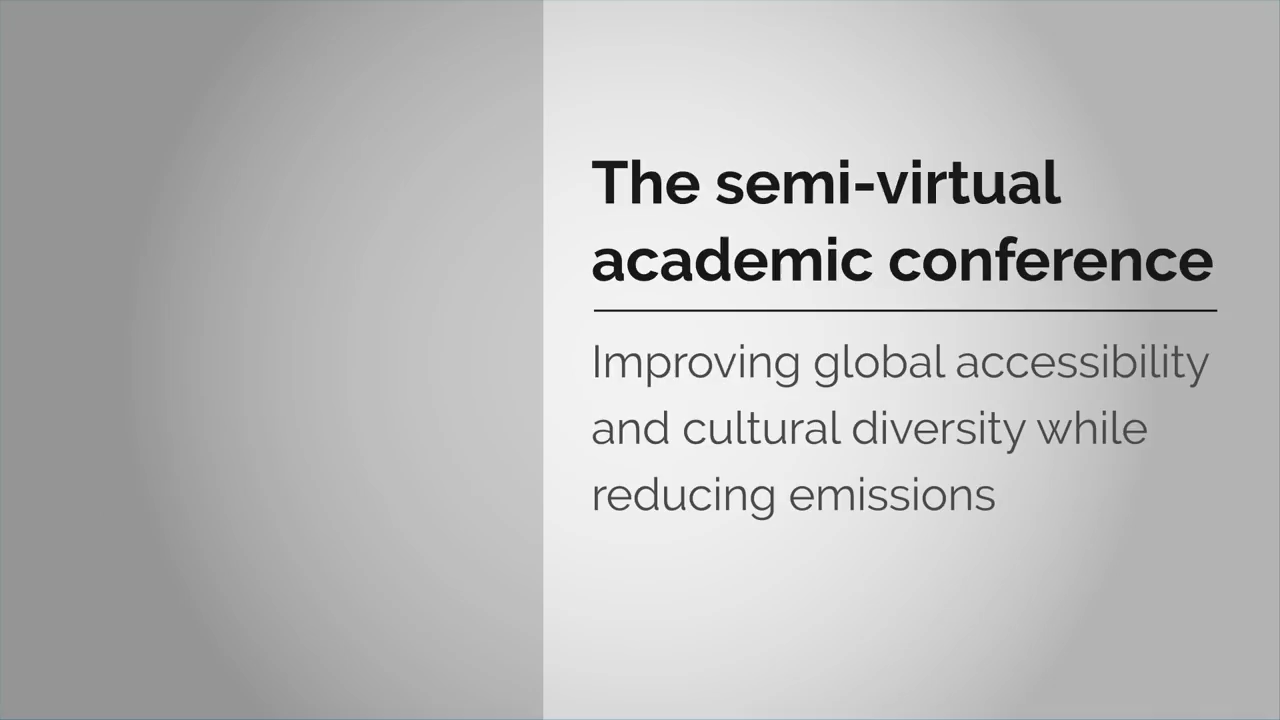 The semi-virtual
academic conference
Improving global accessibility
and cultural diversity while
reducing emissions